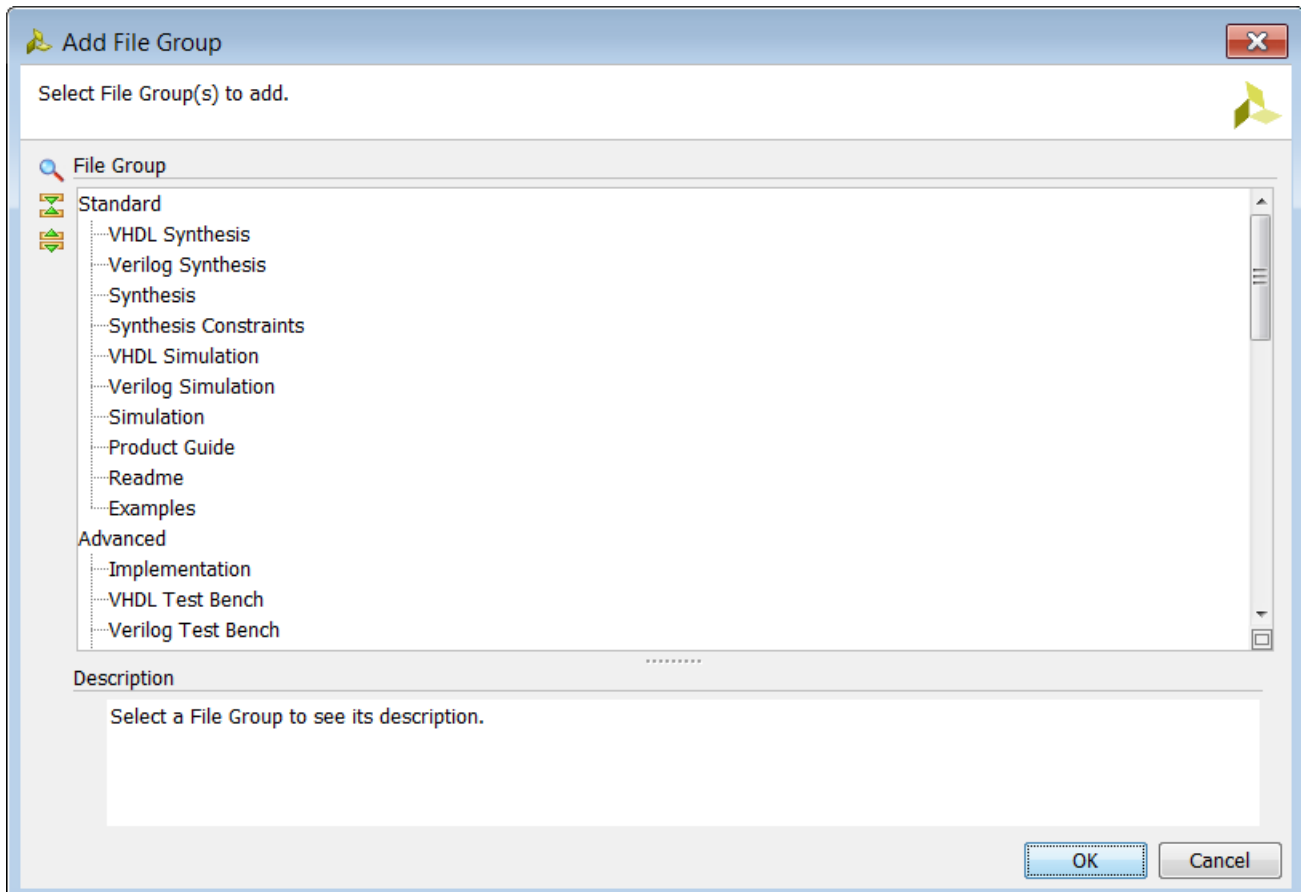 Add File Group
Select File Group(s) to add.
File Group
Standard
VHDL Synthesis
Verilog Synthesis
Synthesis
Synthesis Constraints
VHDL Simulation
Verilog Simulation
Simulation
Product Guide
Readme
Examples
Advanced
Implementation
VHDL Test Bench
Verilog Test Bench
Description
Select a File Group to see its description.
OK Cancel